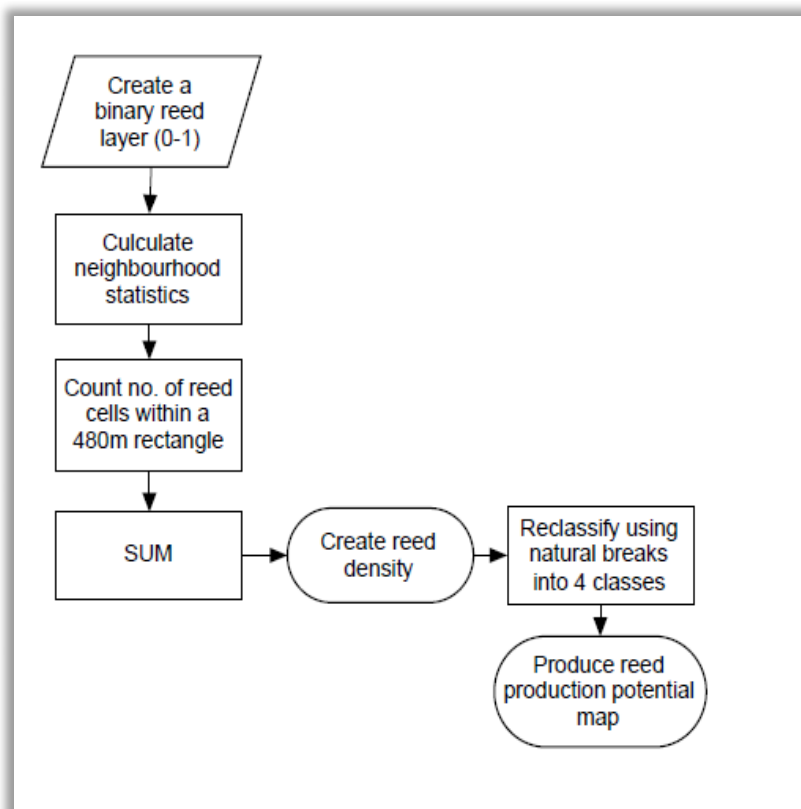 Create a
binary reed
layer (0-1)
Culculate
neighbourhood
statistics
Count no. of reed
cells within a
480m rectangle
SUM
Create reed
density
Reclassify using
natural breaks
into 4 classes
Produce reed
production potential
map